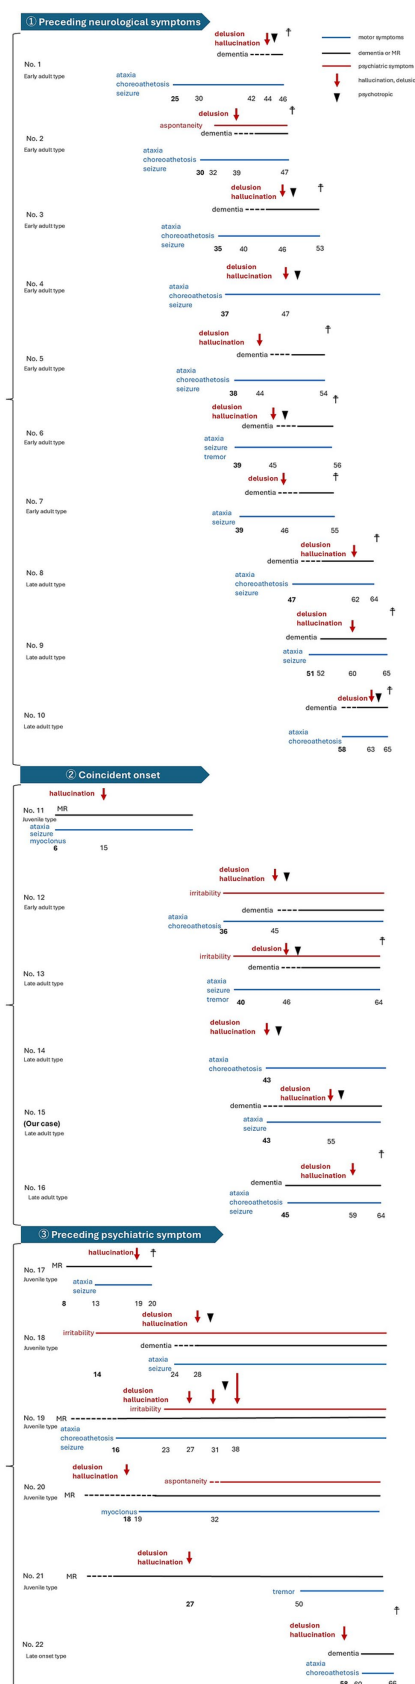 ① Preceding neurological symptoms
motor symptoms
dementia or MR
psychiatric symptom
hallucination, delusio
psychotropic
delusion
hallucination
dementia
No. 1
Early adult type
ataxia
choreoathetosis
seizure
25 30 42 44 46
delusion
aspontaneity
dementia
No. 2
Early adult type
ataxia
choreoathetosis
seizure
30 32 39 47
delusion
hallucination
dementia
No. 3
Early adult type
ataxia
choreoathetosis
seizure
35 40 46 53
delusion
hallucination
No. 4
Early adult type
ataxia
choreoathetosis
seizure
37 47
delusion
hallucination
dementia
No. 5
Early adult type
ataxia
choreoathetosis
seizure
38 44 54
delusion
hallucination
dementia
No. 6
Early adult type
ataxia
seizure
tremor
39 45 56
delusion
dementia
No. 7
Early adult type
ataxia
seizure
39 46 55
delusion
hallucination
dementia
No. 8
Late adult type
ataxia
choreoathetosis
seizure
47 62 64
delusion
hallucination
dementia
No. 9
Late adult type
ataxia
seizure
51 52 60 65
delusion
dementia
No. 10
Late adult type
ataxia
choreoathetosis
58 63 65
② Coincident onset
hallucination
No. 11 MR
Juvenile type
ataxia
seizure
myoclonus
6 15
delusion
hallucination
irritability
No. 12
Early adult type
dementia
ataxia
choreoathetosis
36 45
delusion
irritability
dementia
No. 13
Late adult type
ataxia
seizure
tremor
40 46 64
delusion
hallucination
No. 14
Late adult type
ataxia
choreoathetosis
43
delusion
hallucination
dementia
No. 15
(Our case)
Late adult type
ataxia
seizure
43 55
delusion
hallucination
dementia
No. 16
Late adult type
ataxia
choreoathetosis
seizure
45 59 64
③ Preceding psychiatric symptom
hallucination
No. 17 MR
Juvenile type
ataxia
seizure
8 13 19 20
delusion
hallucination
irritability
No. 18
Juvenile type
dementia
ataxia
seizure
14 24 28
delusion
hallucination
irritability
No. 19 MR
Juvenile type
ataxia
choreoathetosis
seizure
16 23 27 31 38
delusion
hallucination
aspontaneity
No. 20
Juvenile type
MR
myoclonus
18 19 32
delusion
hallucination
No. 21 MR
Juvenile type
tremor
27 50
delusion
hallucination
No. 22
Late onset type
dementia
ataxia
choreoathetosis
58 60 66